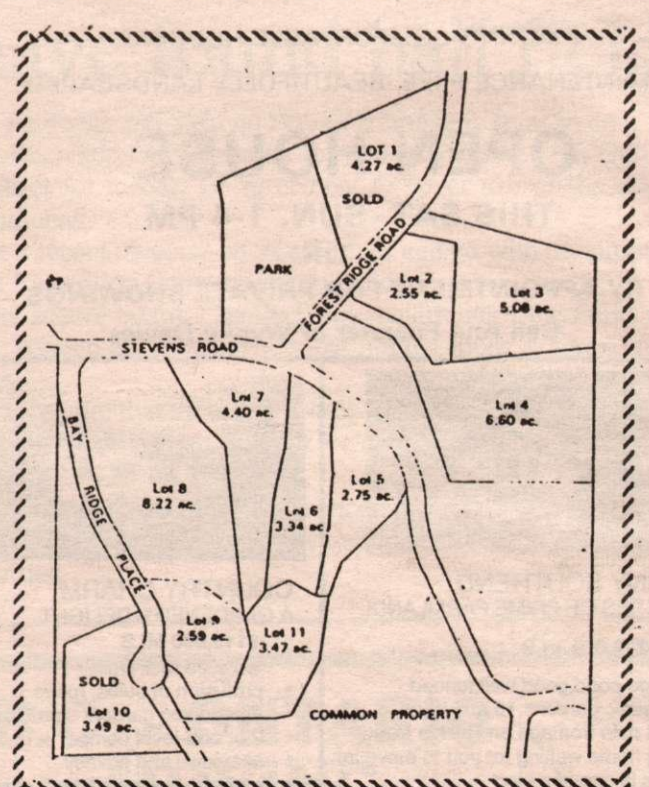 LOT 1
4.27 ac.
SOLD
PARK
FOREST RIDGE ROAD
Lot 2
2.55 ac.
Lot 3
5.08 ac.
STEVENS ROAD
Lot 4
6.60 ac.
Lot 7
4.40 ac.
BAY RIDGE PLACE
Lot 8
8.22 ac.
Lot 6
3.34 ac.
Lot 5
2.75 ac.
Lot 9
2.59 ac.
Lot 11
3.47 ac.
SOLD
Lot 10
3.49 ac.
COMMON PROPERTY